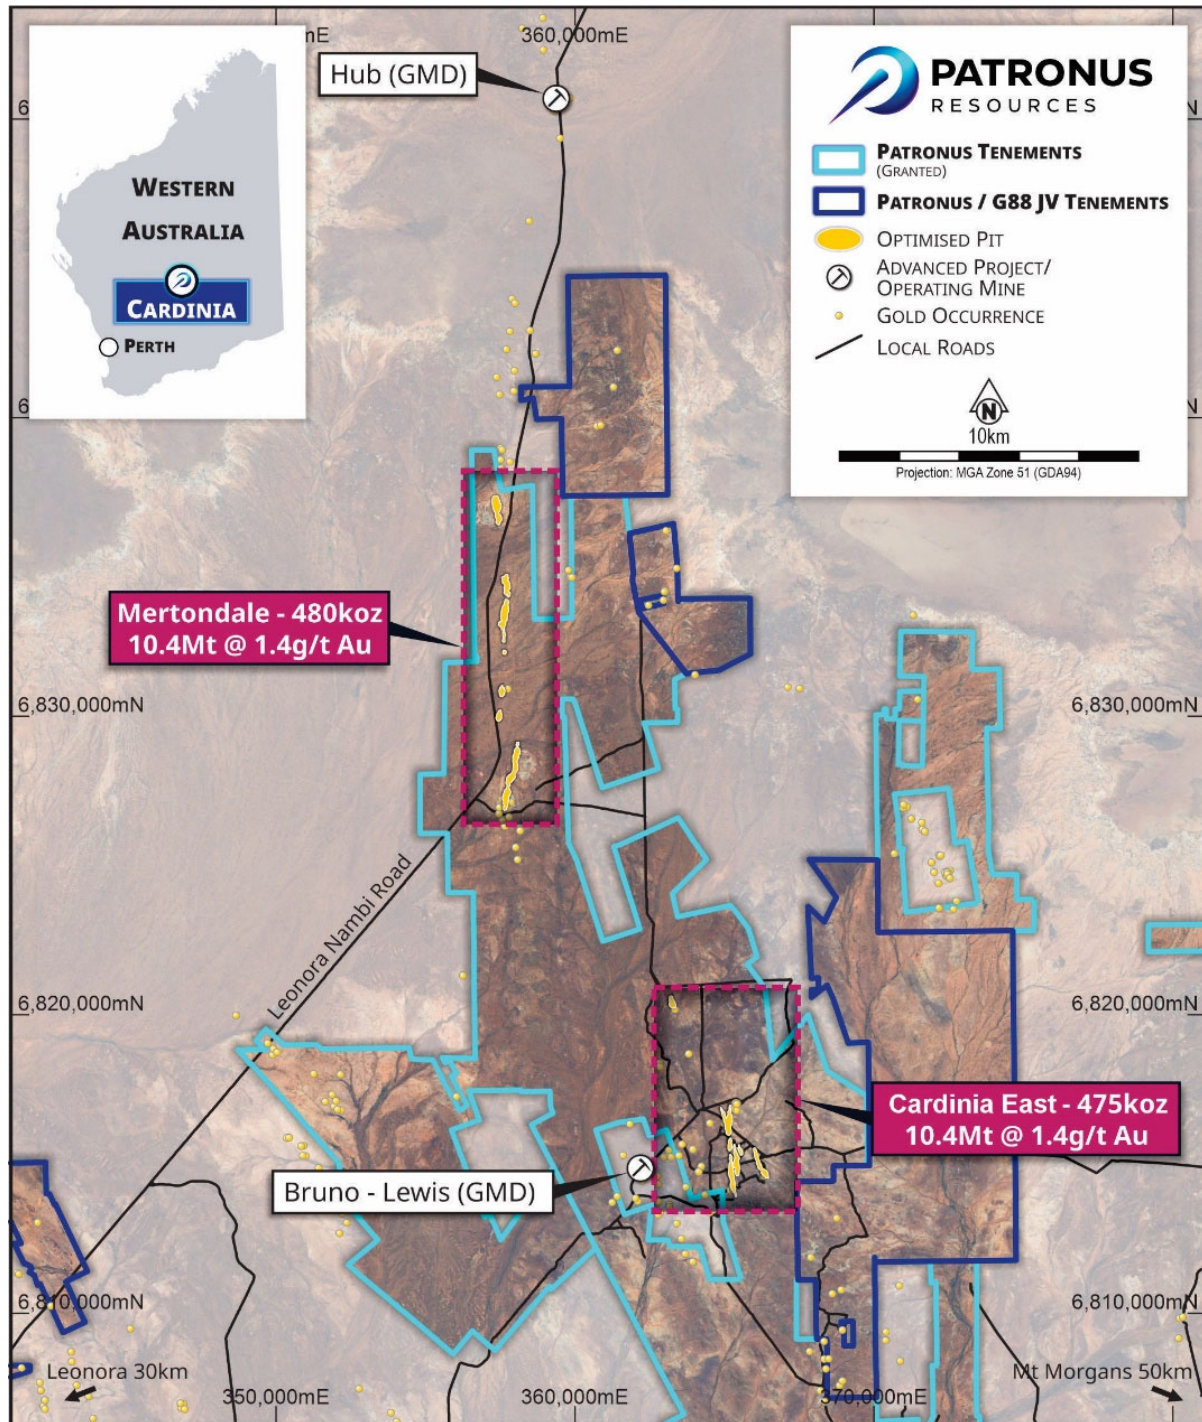 mE
360,000mE
Hub (GMD)
WESTERN
AUSTRALIA
CARDINIA
PERTH
PATRONUS
RESOURCES
PATRONUS TENEMENTS
(GRANTED)
PATRONUS / G88 JV TENEMENTS
OPTIMISED PIT
ADVANCED PROJECT/
OPERATING MINE
GOLD OCCURRENCE
LOCAL ROADS
N
10km
Projection: MGA Zone 51 (GDA94)
6
N
6
N
Mertondale - 480koz
10.4Mt @ 1.4g/t Au
6,830,000mN
6,830,000mN
Leonora Nambi Road
6,820,000mN
6,820,000mN
Cardinia East - 475koz
10.4Mt @ 1.4g/t Au
Bruno - Lewis (GMD)
6,810,000mN
6,810,000mN
Leonora 30km
Mt Morgans 50km
350,000mE
360,000mE
370,000mE